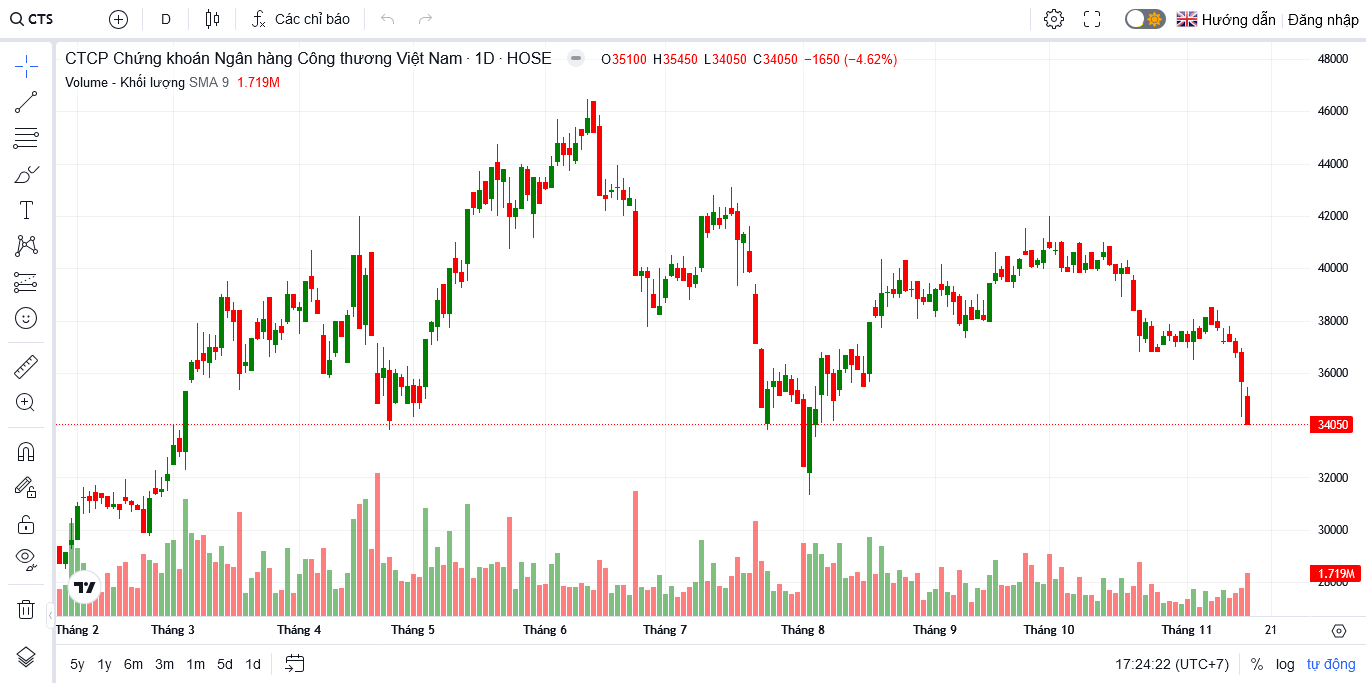 CTS D Các chỉ báo Hướng dẫn Đăng nhập
CTCP Chứng khoán Ngân hàng Công thương Việt Nam · 1D · HOSE O35100 H35450 L34050 C34050 −1650 (−4.62%)
Volume - Khối lượng SMA 9 1.719M
48000
46000
44000
42000
40000
38000
36000
34050
32000
30000
1.719M
28000
Tháng 2 Tháng 3 Tháng 4 Tháng 5 Tháng 6 Tháng 7 Tháng 8 Tháng 9 Tháng 10 Tháng 11 21
5y 1y 6m 3m 1m 5d 1d 17:24:22 (UTC+7) % log tự động